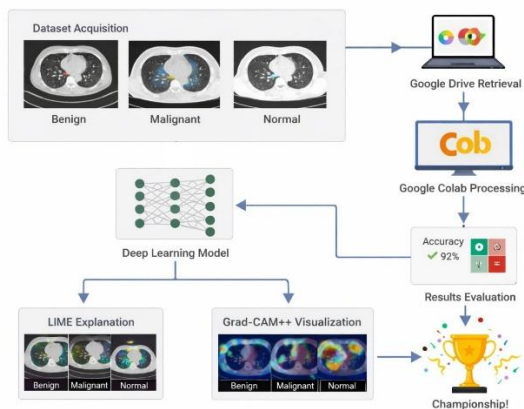 Dataset Acquisition
Benign
Malignant
Normal
Google Drive Retrieval
Cob
Google Colab Processing
Accuracy
92%
Results Evaluation
Deep Learning Model
LIME Explanation
Benign
Malignant
Normal
Grad-CAM++ Visualization
Benign
Malignant
Normal
Championship!